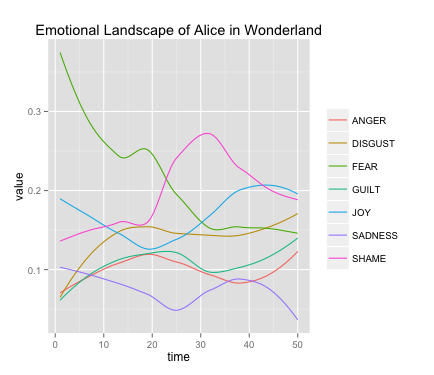 Emotional Landscape of Alice in Wonderland
value
0.3
0.2
0.1
0 10 20 30 40 50
time
ANGER
DISGUST
FEAR
GUILT
JOY
SADNESS
SHAME